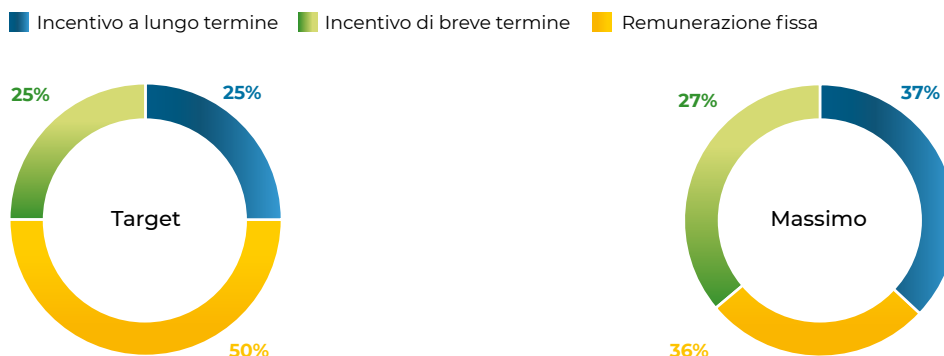 Incentivo a lungo termine Incentivo di breve termine Remunerazione fissa
25% 25% 27% 37%
Target Massimo
50% 36%